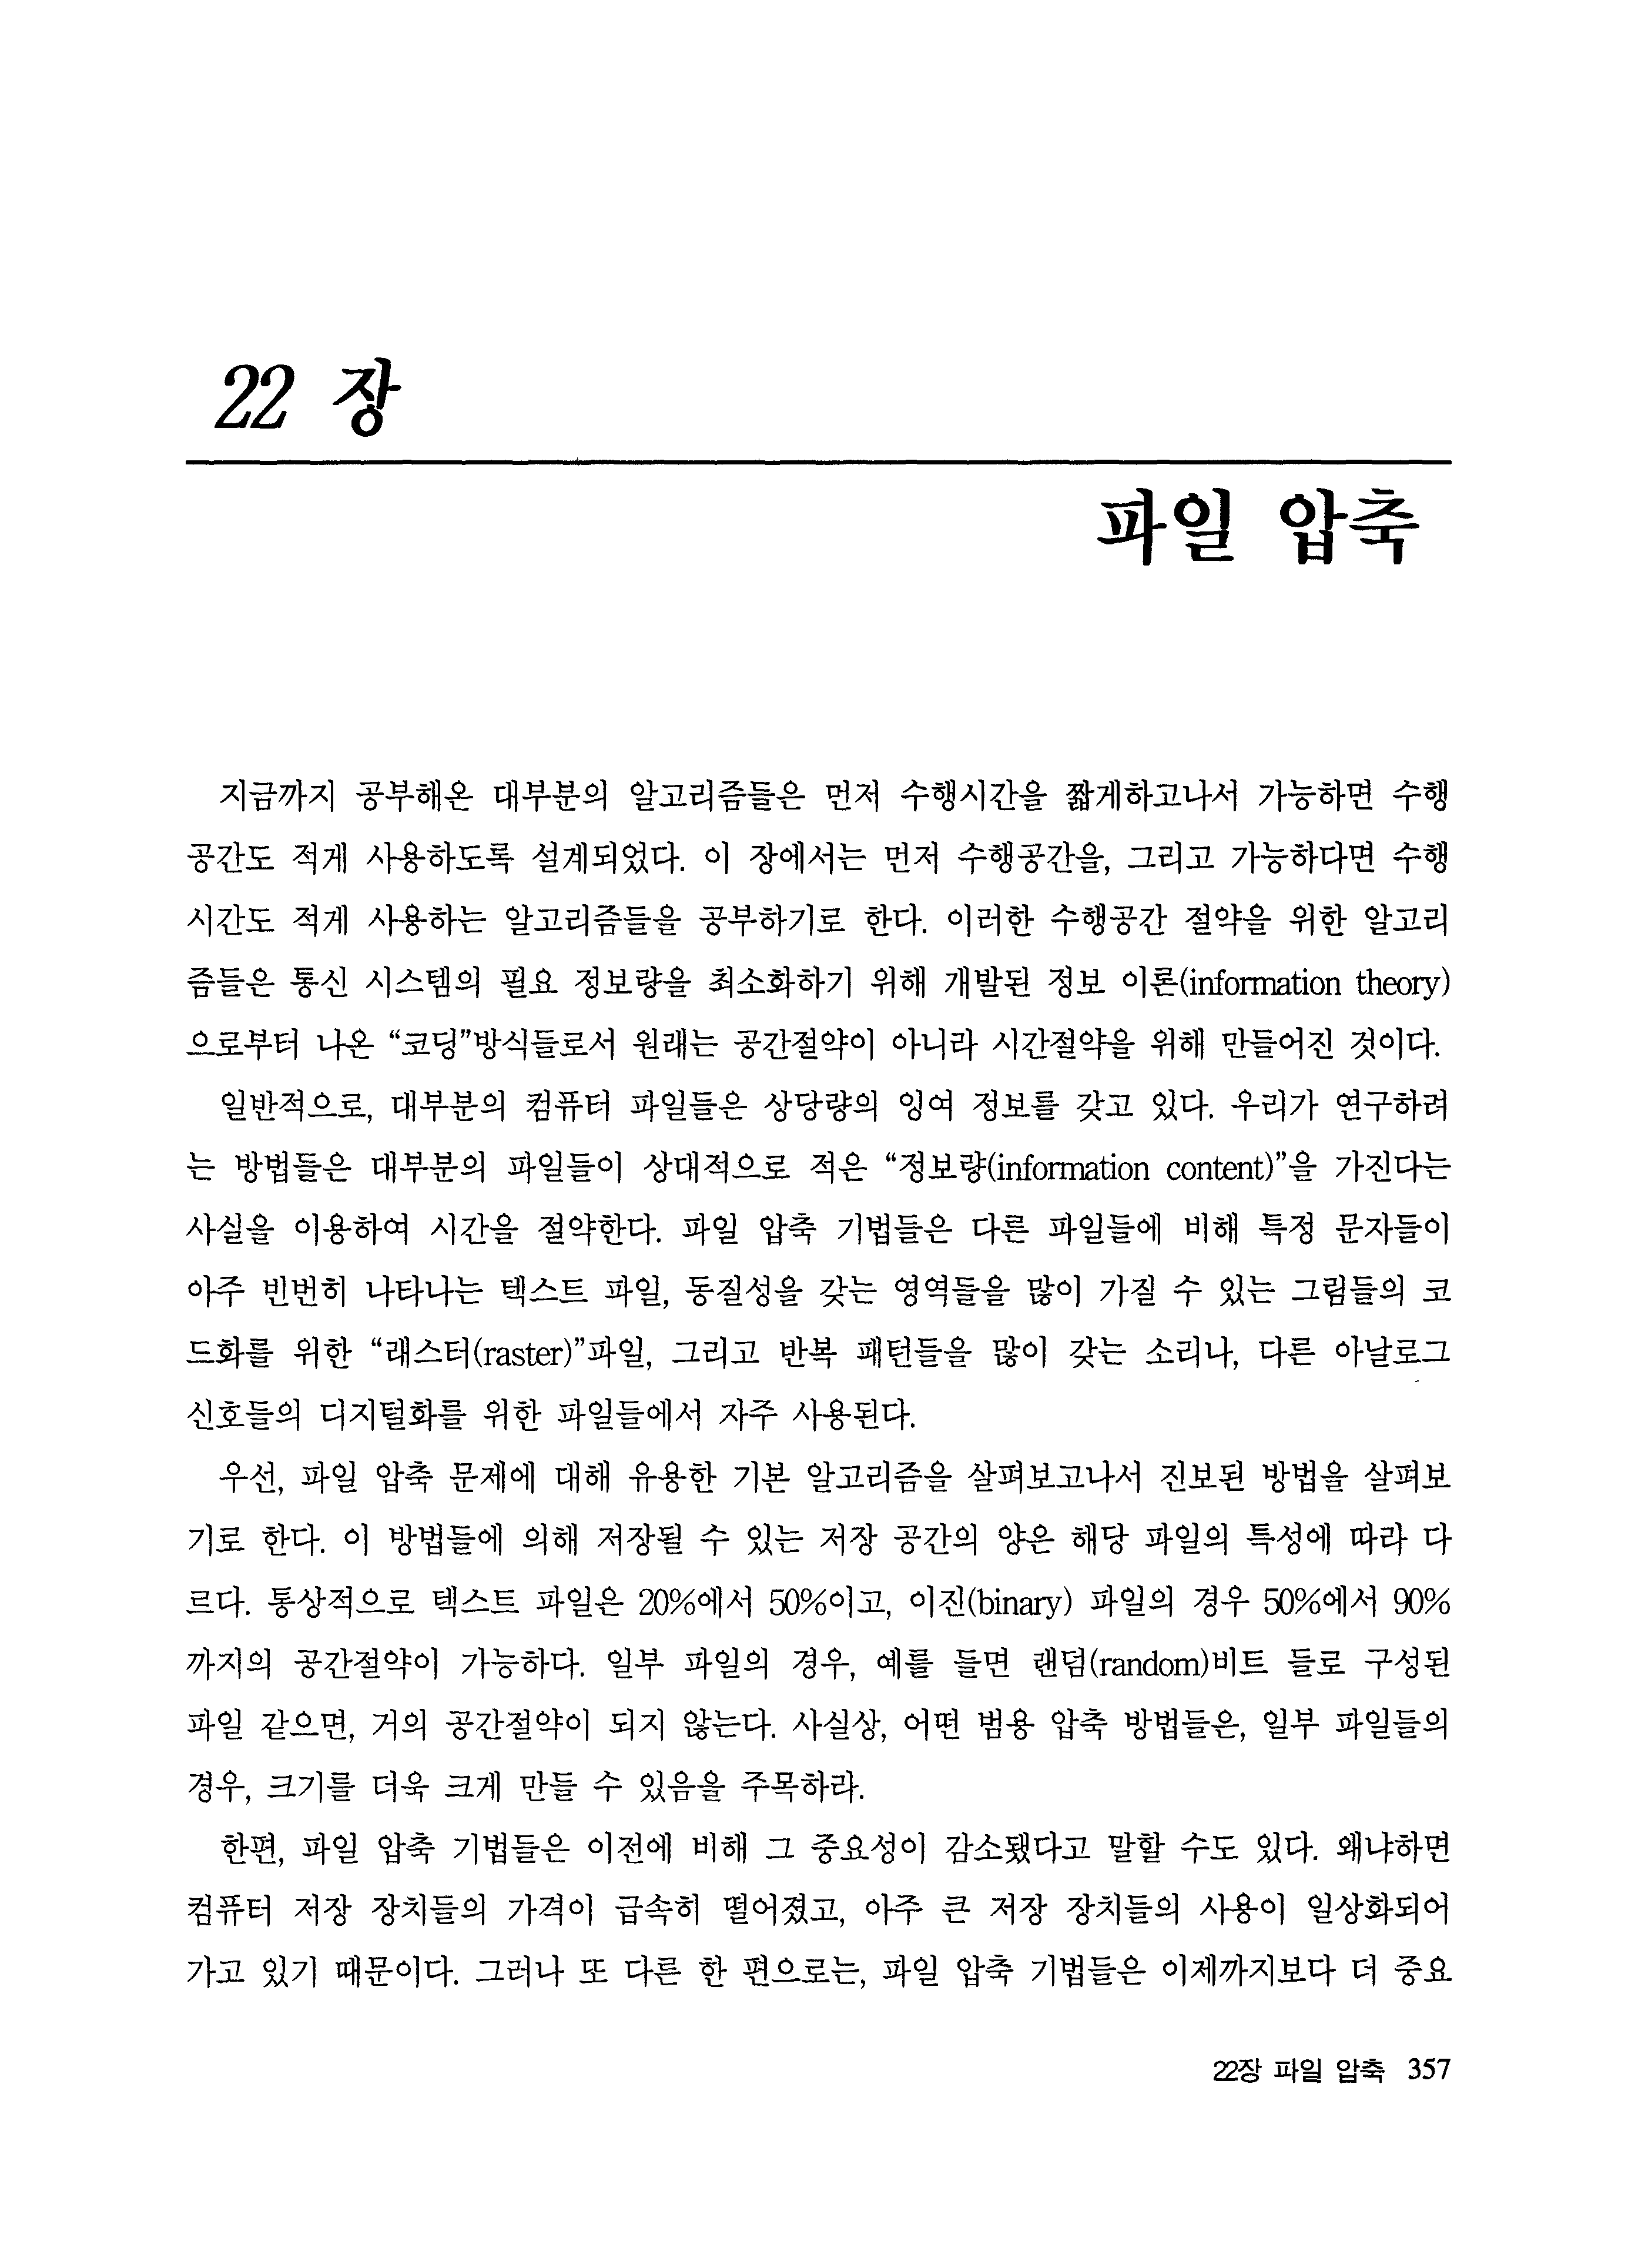 22 장
파일 압축
지금까지 공부해온 대부분의 알고리즘들은 먼저 수행시간을 짧게하고나서 가능하면 수행
공간도 적게 사용하도록 설계되었다. 이 장에서는 먼저 수행공간을, 그리고 가능하다면 수행
시간도 적게 사용하는 알고리즘들을 공부하기로 한다. 이러한 수행공간 절약을 위한 알고리
즘들은 통신 시스템의 필요 정보량을 최소화하기 위해 개발된 정보 이론(information theory)
으로부터 나온 “코딩”방식들로서 원래는 공간절약이 아니라 시간절약을 위해 만들어진 것이다.
일반적으로, 대부분의 컴퓨터 파일들은 상당량의 잉여 정보를 갖고 있다. 우리가 연구하려
는 방법들은 대부분의 파일들이 상대적으로 적은 “정보량(information content)”을 가진다는
사실을 이용하여 시간을 절약한다. 파일 압축 기법들은 다른 파일들에 비해 특정 문자들이
아주 빈번히 나타나는 텍스트 파일, 동질성을 갖는 영역들을 많이 가질 수 있는 그림들의 코
드화를 위한 “래스터(raster)”파일, 그리고 반복 패턴들을 많이 갖는 소리나, 다른 아날로그
신호들의 디지털화를 위한 파일들에서 자주 사용된다.
우선, 파일 압축 문제에 대해 유용한 기본 알고리즘을 살펴보고나서 진보된 방법을 살펴보
기로 한다. 이 방법들에 의해 저장될 수 있는 저장 공간의 양은 해당 파일의 특성에 따라 다
르다. 통상적으로 텍스트 파일은 20%에서 50%이고, 이진(binary) 파일의 경우 50%에서 90%
까지의 공간절약이 가능하다. 일부 파일의 경우, 예를 들면 랜덤(random)비트 들로 구성된
파일 같으면, 거의 공간절약이 되지 않는다. 사실상, 어떤 범용 압축 방법들은, 일부 파일들의
경우, 크기를 더욱 크게 만들 수 있음을 주목하라.
한편, 파일 압축 기법들은 이전에 비해 그 중요성이 감소됐다고 말할 수도 있다. 왜냐하면
컴퓨터 저장 장치들의 가격이 급속히 떨어졌고, 아주 큰 저장 장치들의 사용이 일상화되어
가고 있기 때문이다. 그러나 또 다른 한 편으로는, 파일 압축 기법들은 이제까지보다 더 중요
22장 파일 압축 357